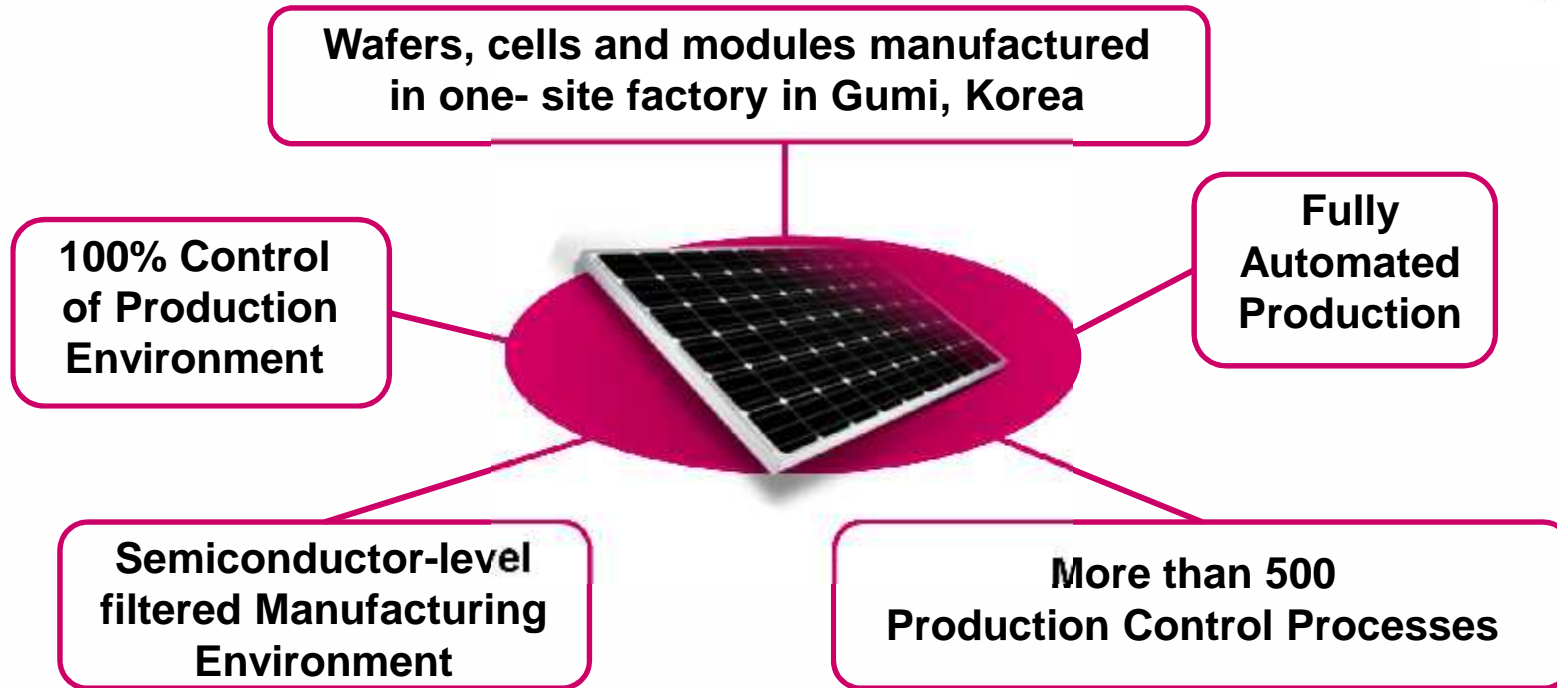 Wafers, cells and modules manufactured
in one- site factory in Gumi, Korea
100% Control
of Production
Environment
Fully
Automated
Production
Semiconductor-level
filtered Manufacturing
Environment
More than 500
Production Control Processes